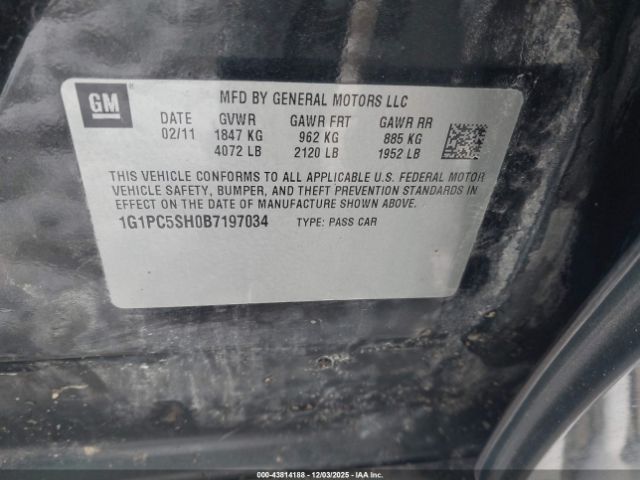 GM
MFD BY GENERAL MOTORS LLC
DATE GVWR GAWR FRT GAWR RR
02/11 1847 KG 962 KG 885 KG
4072 LB 2120 LB 1952 LB
THIS VEHICLE CONFORMS TO ALL APPLICABLE U.S. FEDERAL MOTOR
VEHICLE SAFETY, BUMPER, AND THEFT PREVENTION STANDARDS IN
EFFECT ON THE DATE OF MANUFACTURE SHOWN ABOVE.
1G1PC5SH0B7197034 TYPE: PASS CAR
000-43814188 - 12/03/2025 - IAA Inc.